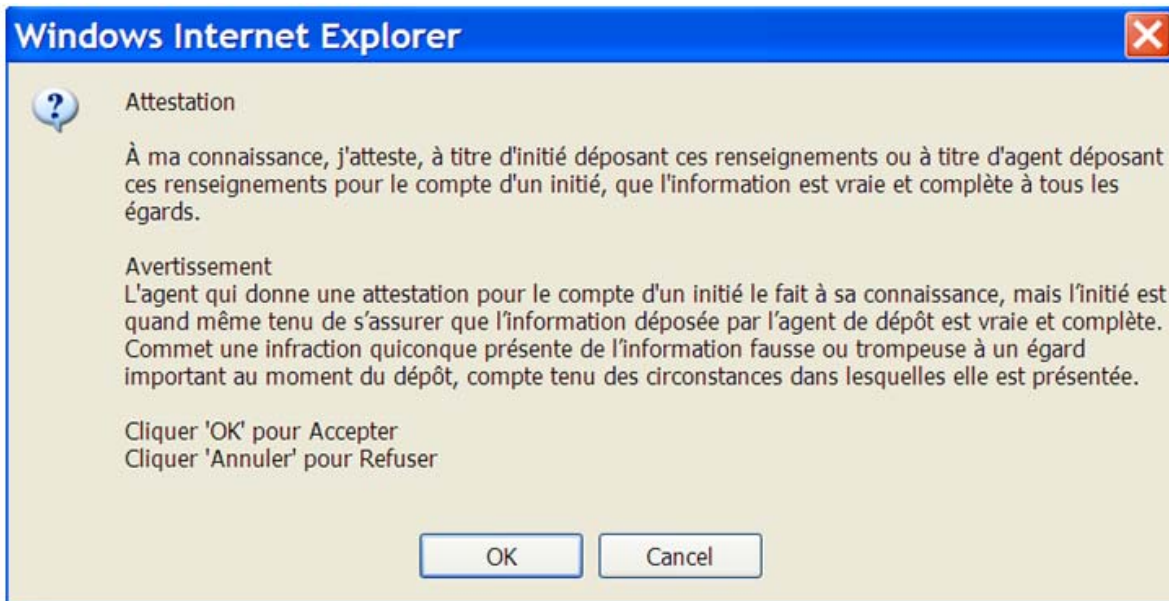 Windows Internet Explorer
Attestation
À ma connaissance, j'atteste, à titre d'initié déposant ces renseignements ou à titre d'agent déposant
ces renseignements pour le compte d'un initié, que l'information est vraie et complète à tous les
égards.
Avertissement
L'agent qui donne une attestation pour le compte d'un initié le fait à sa connaissance, mais l’initié est
quand même tenu de s’assurer que l’information déposée par l’agent de dépôt est vraie et complète.
Commet une infraction quiconque présente de l’information fausse ou trompeuse à un égard
important au moment du dépôt, compte tenu des circonstances dans lesquelles elle est présentée.
Cliquer 'OK' pour Accepter
Cliquer 'Annuler' pour Refuser
OK
Cancel